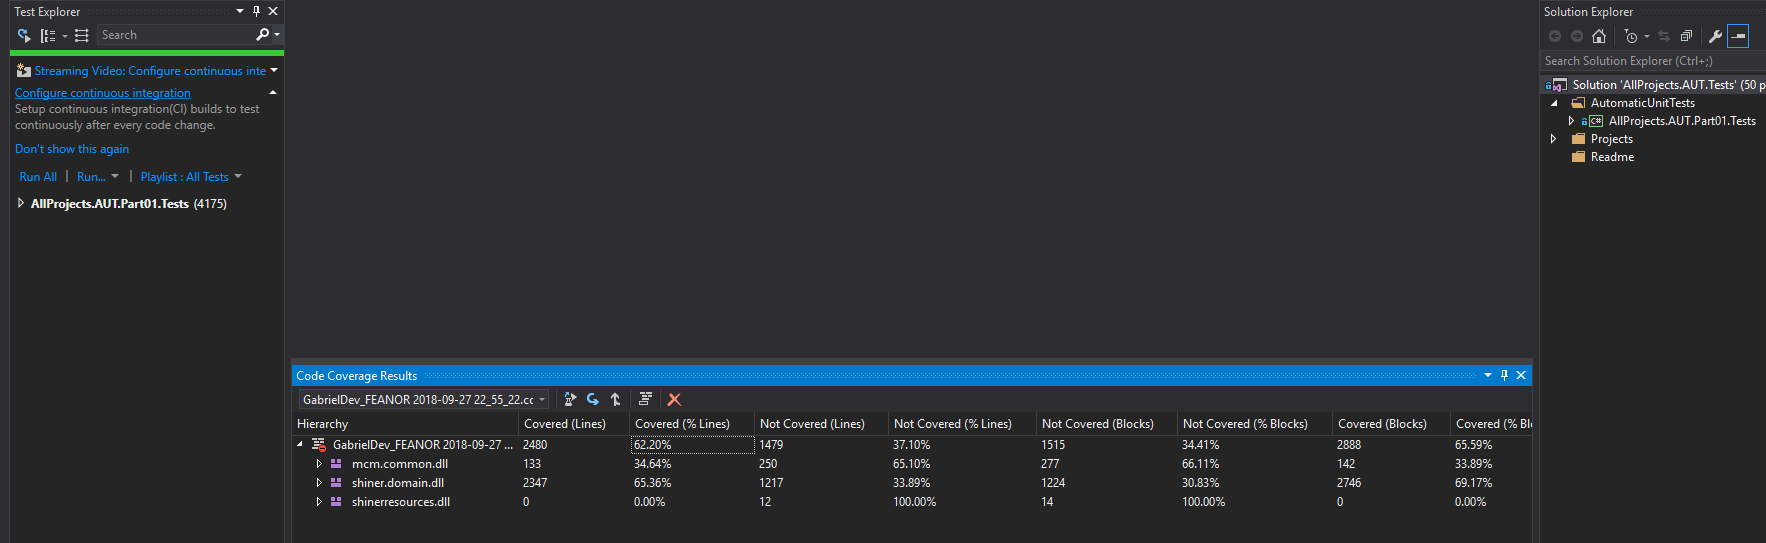 Test Explorer
Search
Streaming Video: Configure continuous inte
Configure continuous integration
Setup continuous integration(CI) builds to test
continuously after every code change.
Don't show this again
Run All | Run... | Playlist : All Tests
AllProjects.AUT.Part01.Tests (4175)
Code Coverage Results
GabrielDev_FEANOR 2018-09-27 22_55_22.cc
Hierarchy Covered (Lines) Covered (% Lines) Not Covered (Lines) Not Covered (% Lines) Not Covered (Blocks) Not Covered (% Blocks) Covered (Blocks) Covered (% Bl
GabrielDev_FEANOR 2018-09-27 ... 2480 62.20% 1479 37.10% 1515 34.41% 2888 65.59%
mcm.common.dll 133 34.64% 250 65.10% 277 66.11% 142 33.89%
shiner.domain.dll 2347 65.36% 1217 33.89% 1224 30.83% 2746 69.17%
shinerresources.dll 0 0.00% 12 100.00% 14 100.00% 0 0.00%
Solution Explorer
Search Solution Explorer (Ctrl+;)
Solution 'AllProjects.AUT.Tests' (50 p
AutomaticUnitTests
C# AllProjects.AUT.Part01.Tests
Projects
Readme